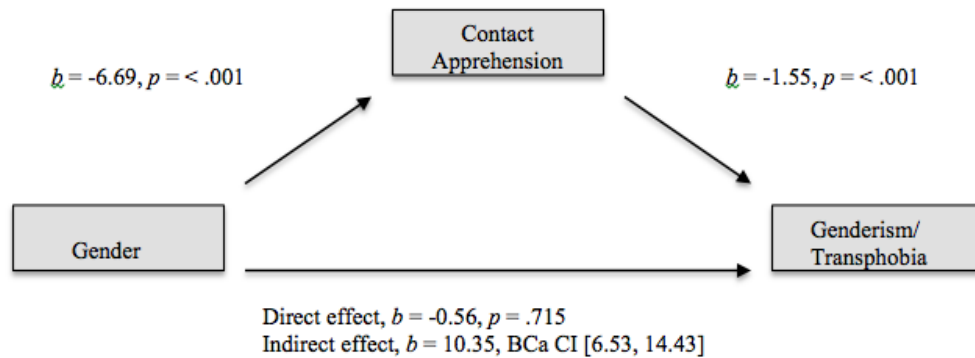 Contact
Apprehension
b = -6.69, p = < .001
b = -1.55, p = < .001
Gender
Genderism/
Transphobia
Direct effect, b = -0.56, p = .715
Indirect effect, b = 10.35, BCa CI [6.53, 14.43]